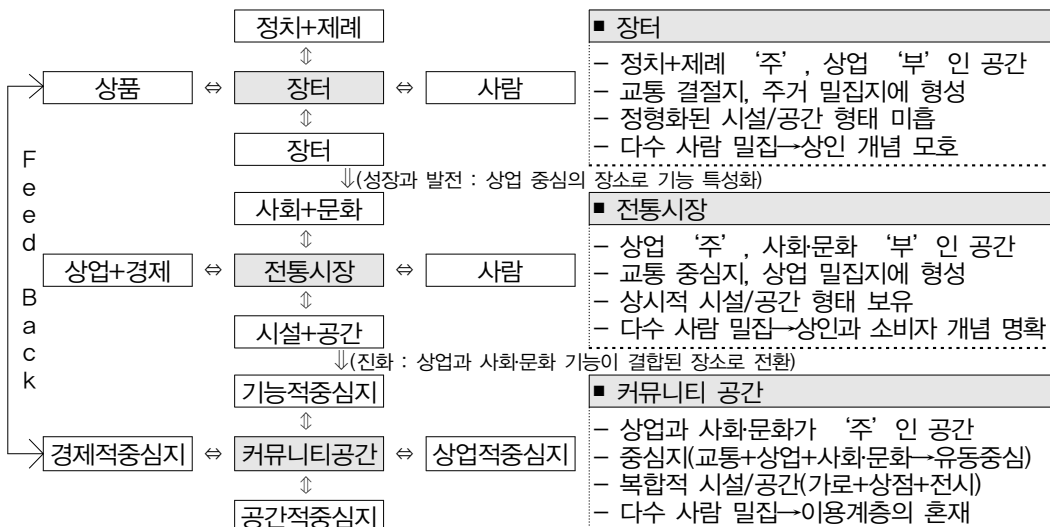 정치+제례
⇕
상품 ⇔ 장터 ⇔ 사람
⇕
장터
⇓(성장과 발전 : 상업 중심의 장소로 기능 특성화)
사회+문화
⇕
상업+경제 ⇔ 전통시장 ⇔ 사람
⇕
시설+공간
⇓(진화 : 상업과 사회·문화 기능이 결합된 장소로 전환)
기능적중심지
⇕
경제적중심지 ⇔ 커뮤니티공간 ⇔ 상업적중심지
⇕
공간적중심지
Feed Back
■ 장터
- 정치+제례 ‘주’, 상업 ‘부’인 공간
- 교통 결절지, 주거 밀집지에 형성
- 정형화된 시설/공간 형태 미흡
- 다수 사람 밀집→상인 개념 모호
■ 전통시장
- 상업 ‘주’, 사회·문화 ‘부’인 공간
- 교통 중심지, 상업 밀집지에 형성
- 상시적 시설/공간 형태 보유
- 다수 사람 밀집→상인과 소비자 개념 명확
■ 커뮤니티 공간
- 상업과 사회·문화가 ‘주’인 공간
- 중심지(교통+상업+사회·문화→유동중심)
- 복합적 시설/공간(가로+상점+전시)
- 다수 사람 밀집→이용계층의 혼재